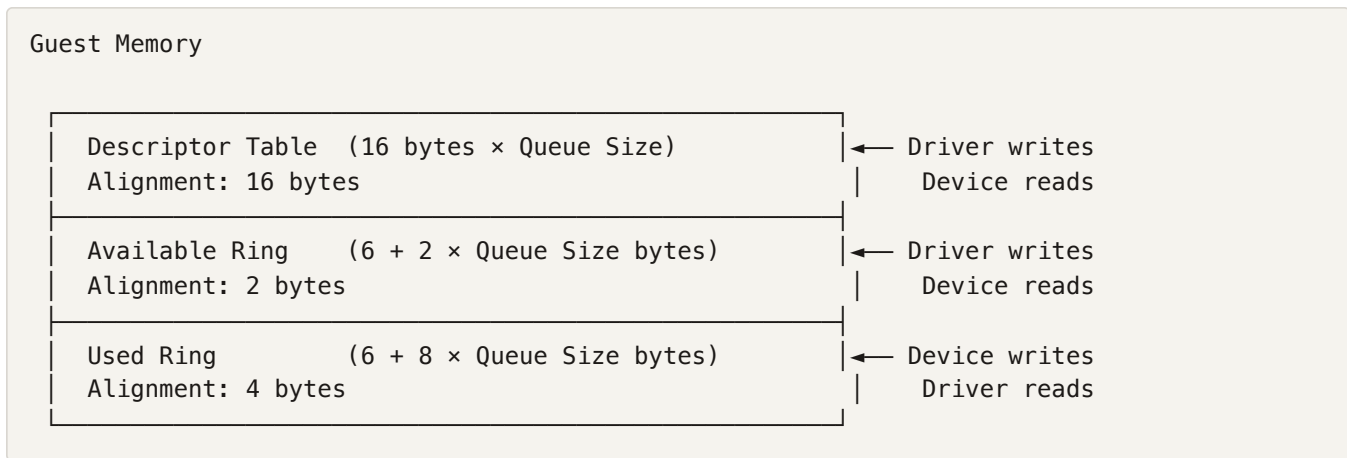 Guest Memory
Descriptor Table (16 bytes × Queue Size) ◄── Driver writes
Alignment: 16 bytes Device reads
Available Ring (6 + 2 × Queue Size bytes) ◄── Driver writes
Alignment: 2 bytes Device reads
Used Ring (6 + 8 × Queue Size bytes) ◄── Device writes
Alignment: 4 bytes Driver reads